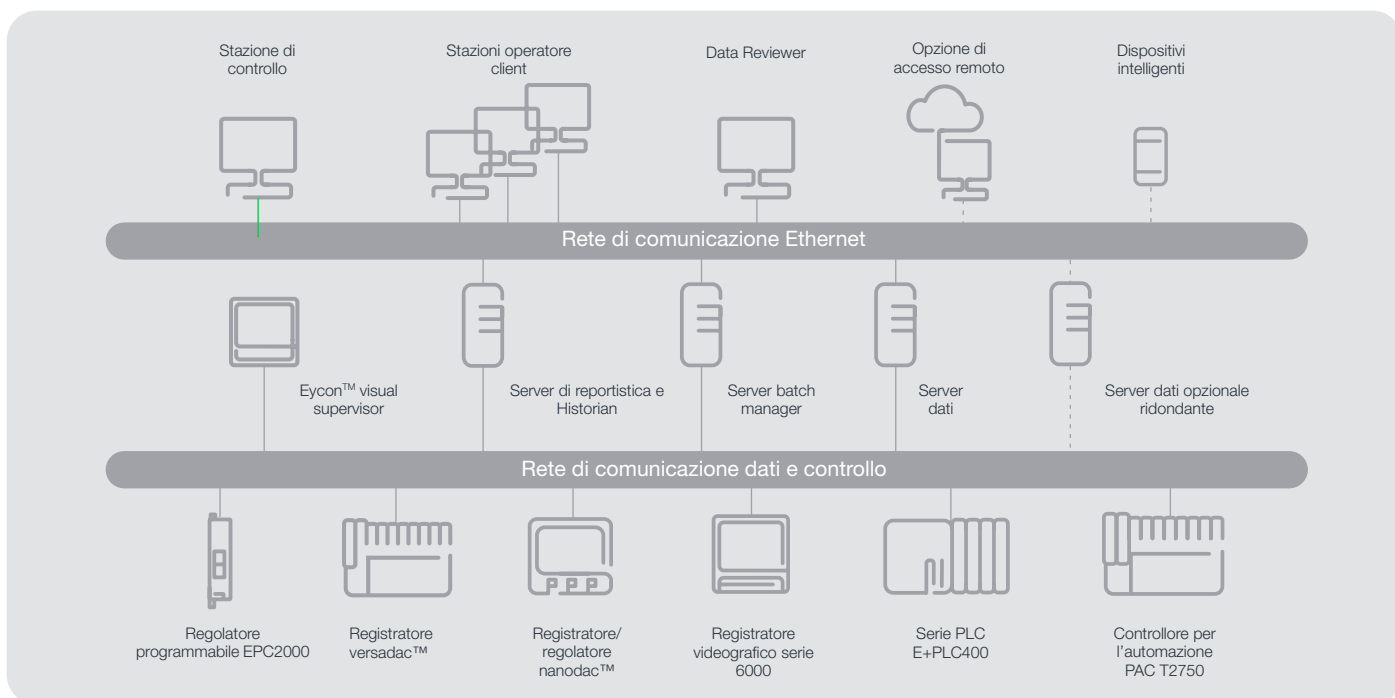 Stazione di
controllo
Stazioni operatore
client
Data Reviewer
Opzione di
accesso remoto
Dispositivi
intelligenti
Rete di comunicazione Ethernet
Eycon™ visual
supervisor
Server di reportistica e
Historian
Server batch
manager
Server
dati
Server dati opzionale
ridondante
Rete di comunicazione dati e controllo
Regolatore
programmabile EPC2000
Registratore
versadac™
Registratore/
regolatore
nanodac™
Registratore
videografico serie
6000
Serie PLC
E+PLC400
Controllore per
l'automazione
PAC T2750